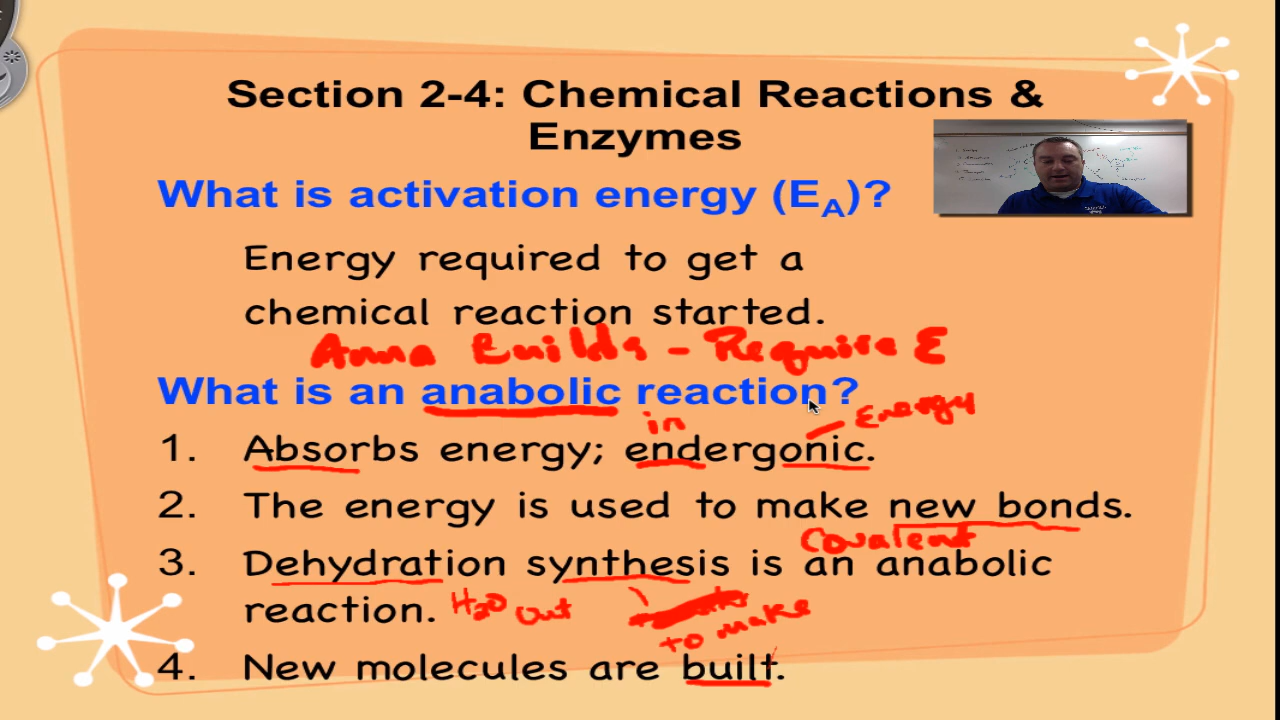 Section 2-4: Chemical Reactions &
Enzymes
What is activation energy (EA)?
Energy required to get a
chemical reaction started.
Anna Builds - Require E
What is an anabolic reaction?
in Energy
1. Absorbs energy; endergonic.
2. The energy is used to make new bonds.
Covalent
3. Dehydration synthesis is an anabolic
reaction. H2O out
to make
4. New molecules are built.